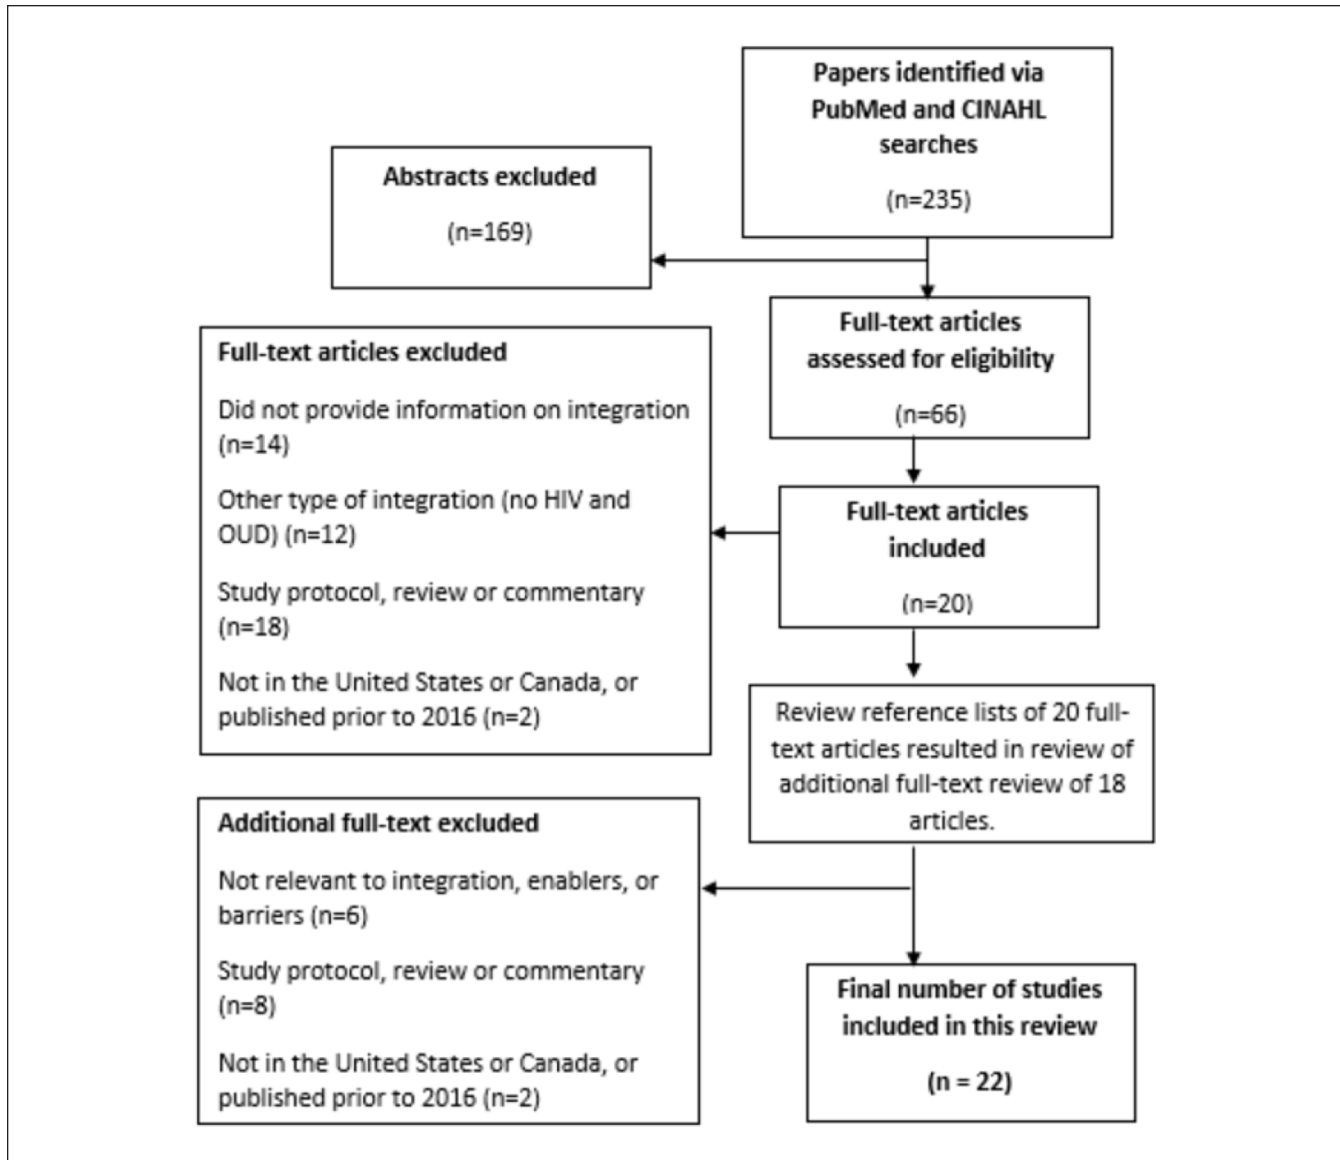 Papers identified via
PubMed and CINAHL
searches
(n=235)
Abstracts excluded
(n=169)
Full-text articles
assessed for eligibility
(n=66)
Full-text articles excluded
Did not provide information on integration
(n=14)
Other type of integration (no HIV and
OUD) (n=12)
Study protocol, review or commentary
(n=18)
Not in the United States or Canada, or
published prior to 2016 (n=2)
Full-text articles
included
(n=20)
Review reference lists of 20 full-
text articles resulted in review of
additional full-text review of 18
articles.
Additional full-text excluded
Not relevant to integration, enablers, or
barriers (n=6)
Study protocol, review or commentary
(n=8)
Not in the United States or Canada, or
published prior to 2016 (n=2)
Final number of studies
included in this review
(n = 22)